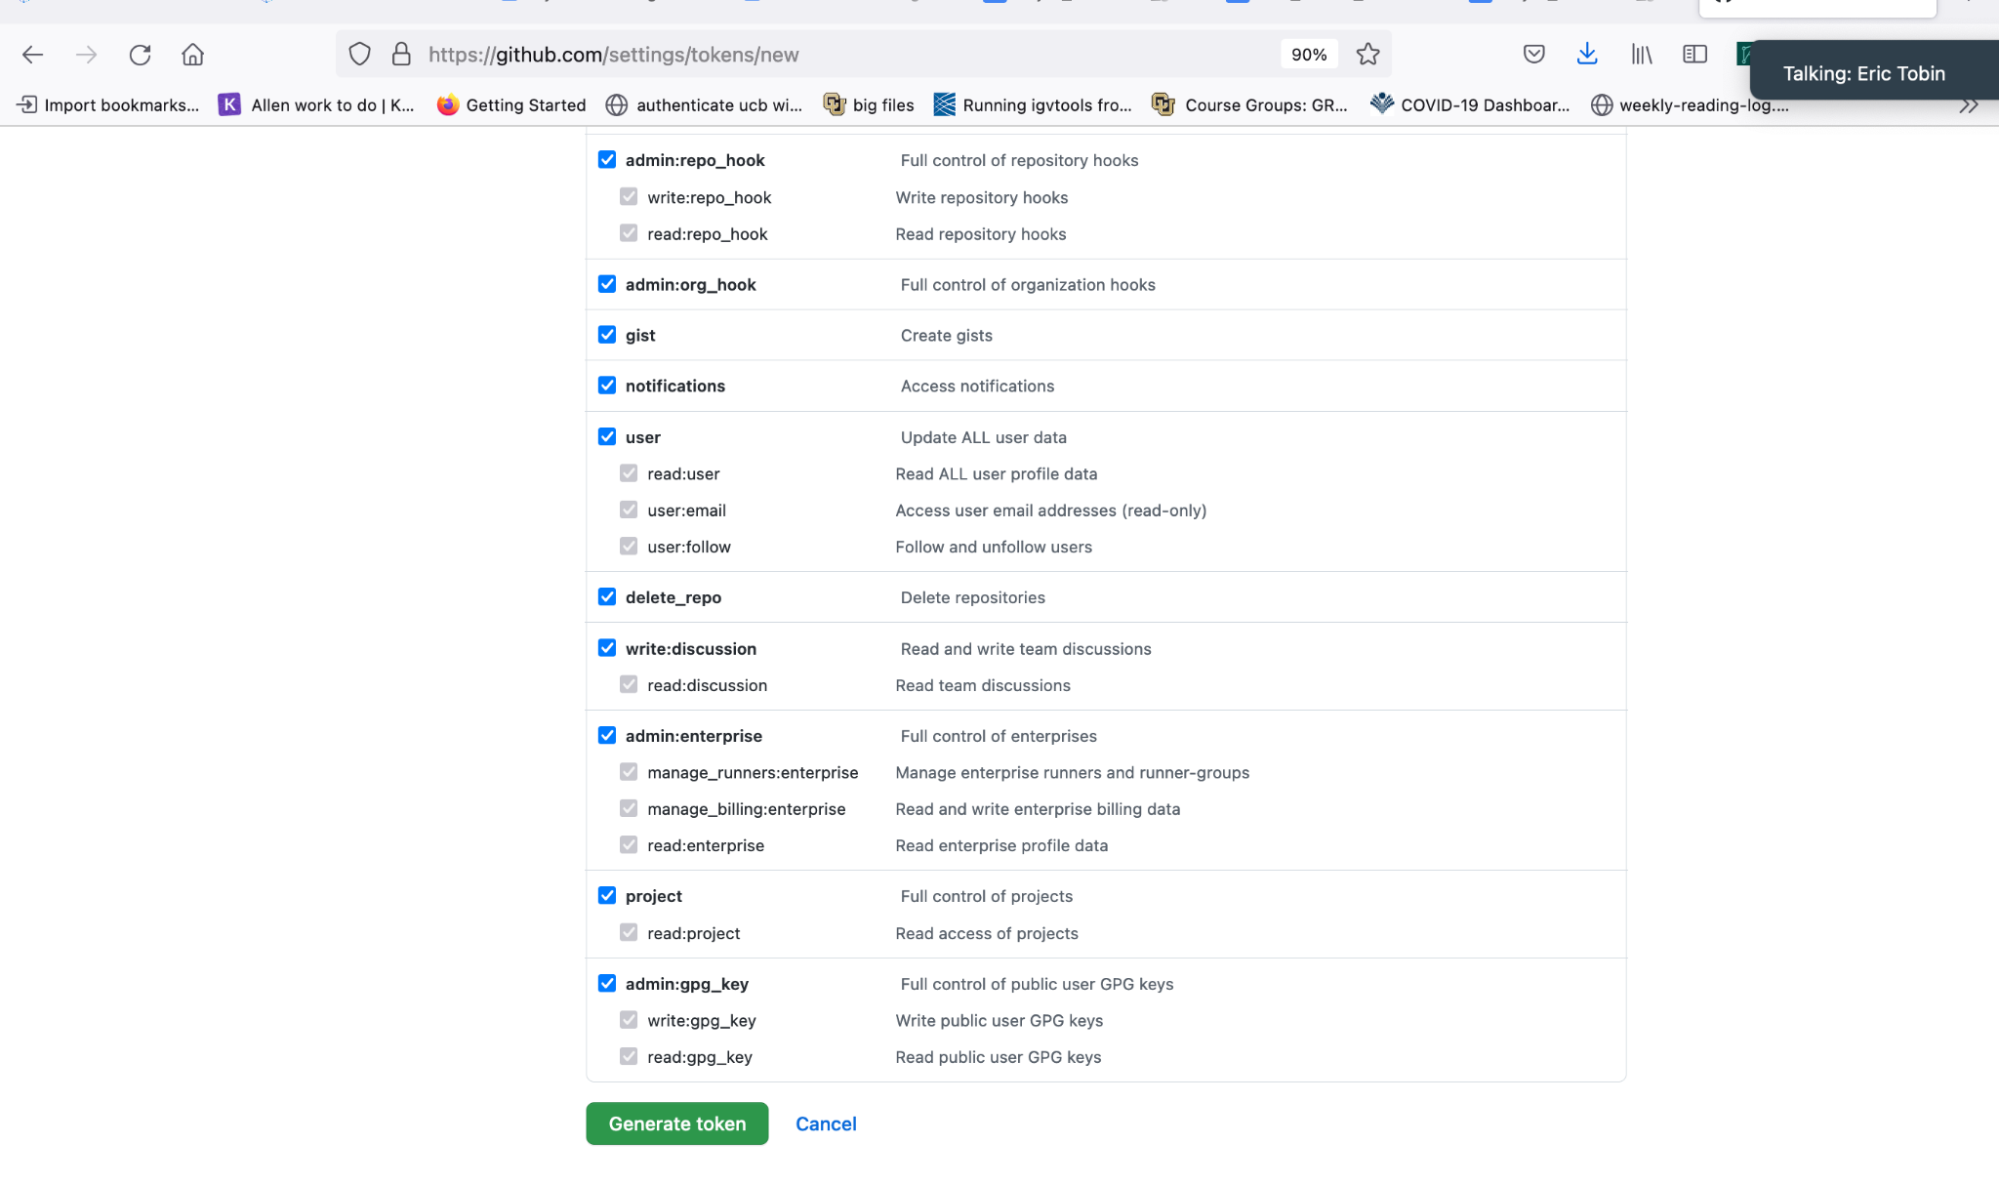 https://github.com/settings/tokens/new
90%
Talking: Eric Tobin
Import bookmarks...
K
Allen work to do | K...
Getting Started
authenticate ucb wi...
big files
Running igvtools fro...
Course Groups: GR...
COVID-19 Dashboar...
weekly-reading-log....
admin:repo_hook Full control of repository hooks
write:repo_hook Write repository hooks
read:repo_hook Read repository hooks
admin:org_hook Full control of organization hooks
gist Create gists
notifications Access notifications
user Update ALL user data
read:user Read ALL user profile data
user:email Access user email addresses (read-only)
user:follow Follow and unfollow users
delete_repo Delete repositories
write:discussion Read and write team discussions
read:discussion Read team discussions
admin:enterprise Full control of enterprises
manage_runners:enterprise Manage enterprise runners and runner-groups
manage_billing:enterprise Read and write enterprise billing data
read:enterprise Read enterprise profile data
project Full control of projects
read:project Read access of projects
admin:gpg_key Full control of public user GPG keys
write:gpg_key Write public user GPG keys
read:gpg_key Read public user GPG keys
Generate token Cancel